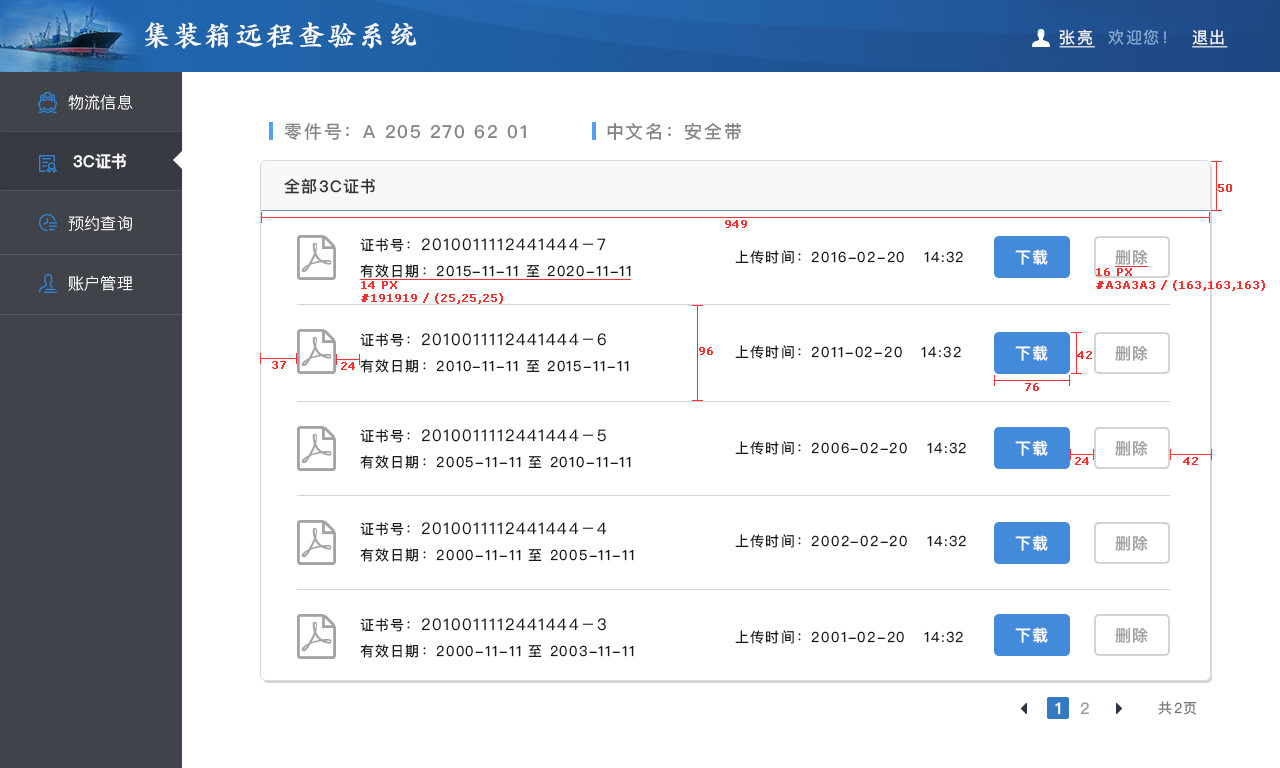 集装箱远程查验系统
张亮 欢迎您！ 退出
物流信息
3C证书
预约查询
账户管理
零件号：A 205 270 62 01 中文名：安全带
全部3C证书
50
949
证书号：2010011112441444－7
有效日期：2015-11-11 至 2020-11-11
14 PX
#191919 / (25,25,25)
上传时间：2016-02-20 14:32
下载
删除
16 PX
#A3A3A3 / (163,163,163)
37
24
证书号：2010011112441444－6
有效日期：2010-11-11 至 2015-11-11
96
上传时间：2011-02-20 14:32
下载
42
76
删除
证书号：2010011112441444－5
有效日期：2005-11-11 至 2010-11-11
上传时间：2006-02-20 14:32
下载
24
删除
42
证书号：2010011112441444－4
有效日期：2000-11-11 至 2005-11-11
上传时间：2002-02-20 14:32
下载
删除
证书号：2010011112441444－3
有效日期：2000-11-11 至 2003-11-11
上传时间：2001-02-20 14:32
下载
删除
1 2 共2页